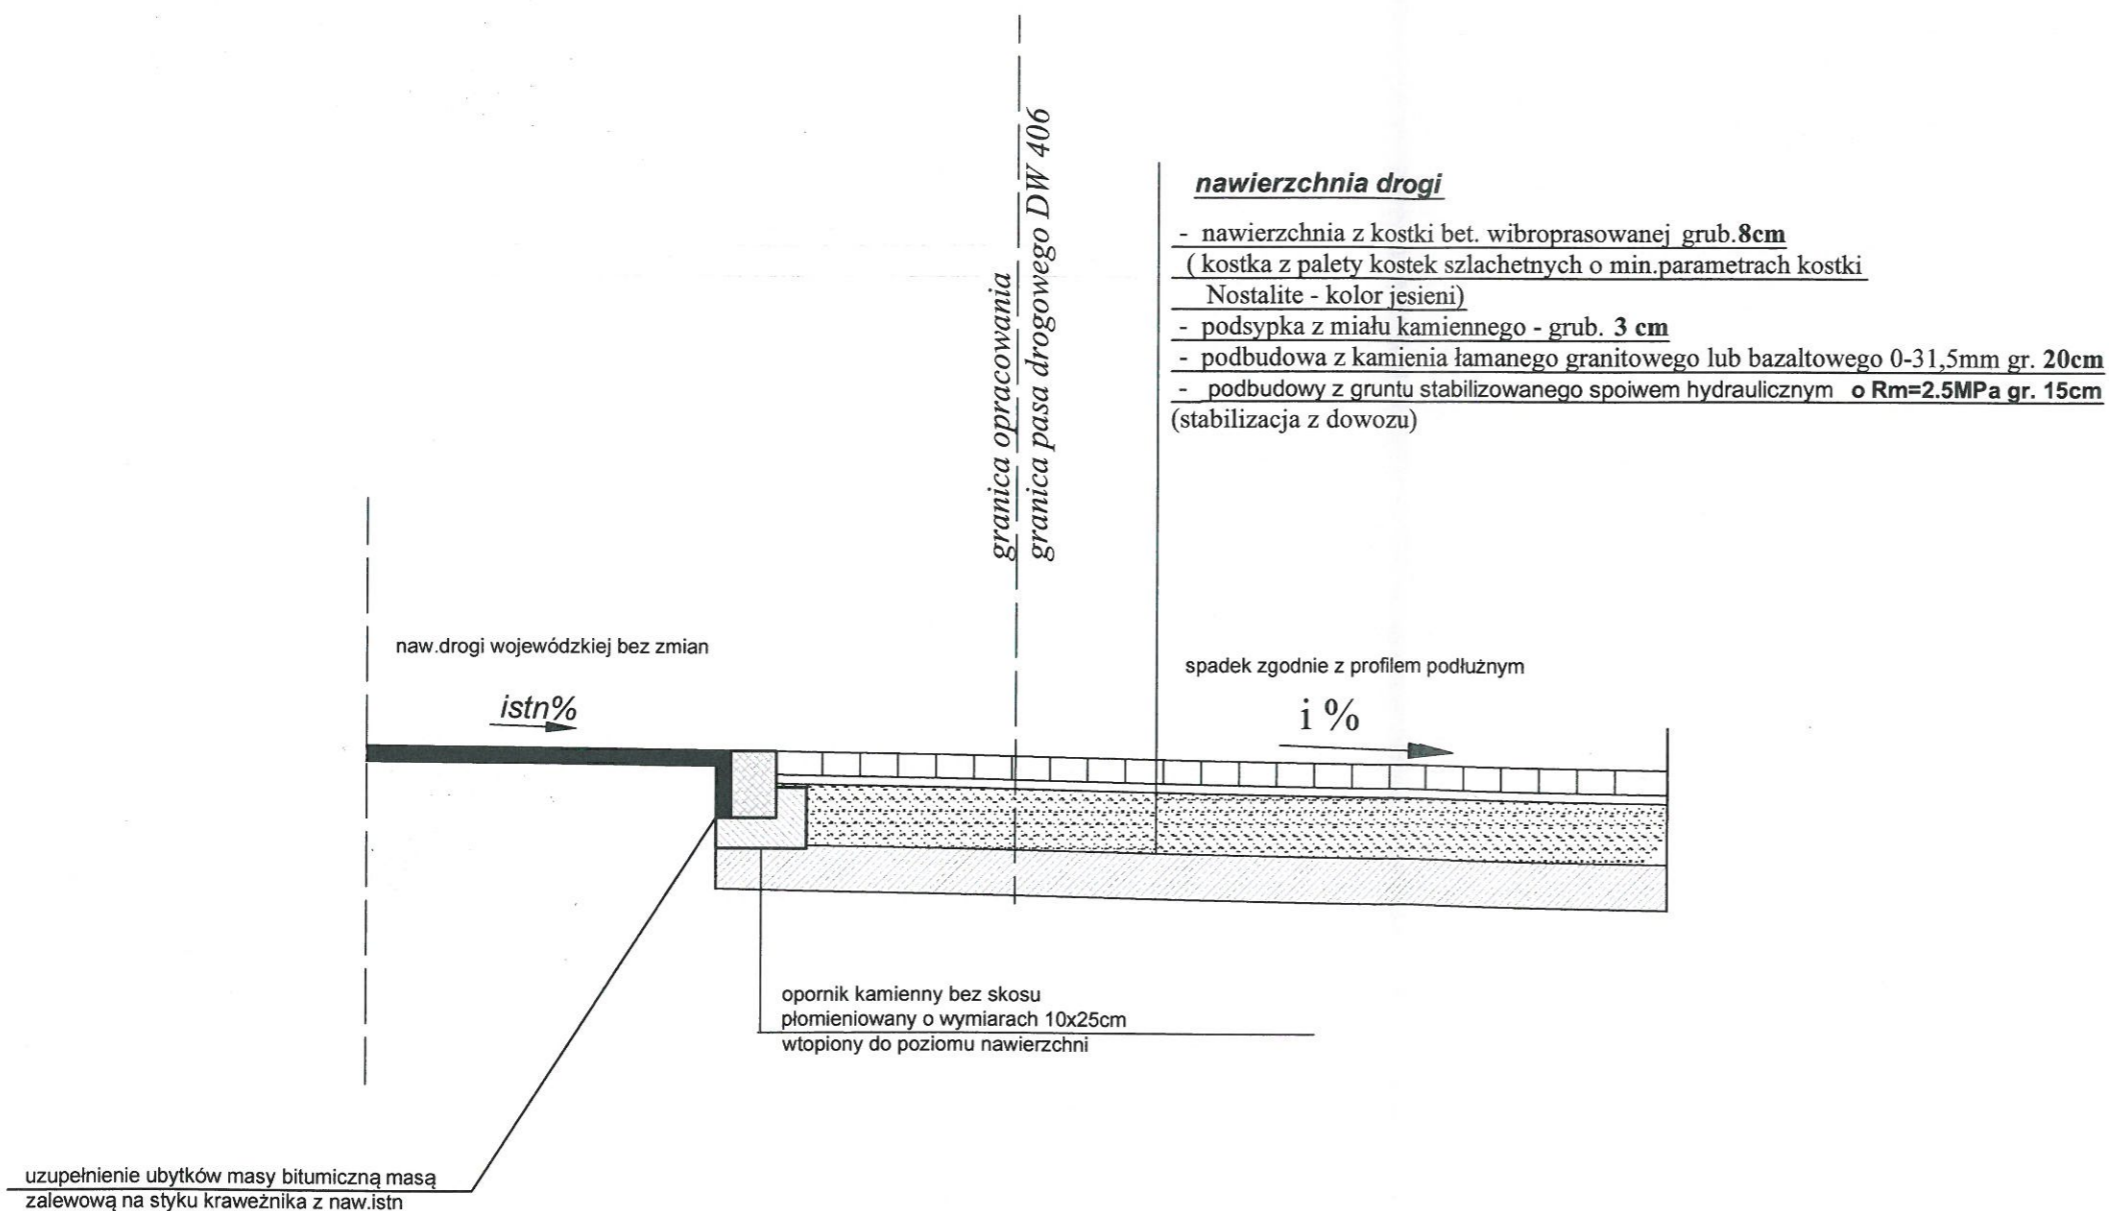 granica opracowania
granica pasa drogowego DW 406
nawierzchnia drogi
- nawierzchnia z kostki bet. wibroprasowanej grub.8cm
( kostka z palety kostek szlachetnych o min.parametrach kostki
Nostalite - kolor jesieni)
- podsypka z miału kamiennego - grub. 3 cm
- podbudowa z kamienia łamanego granitowego lub bazaltowego 0-31,5mm gr. 20cm
- podbudowy z gruntu stabilizowanego spoiwem hydraulicznym o Rm=2.5MPa gr. 15cm
(stabilizacja z dowozu)
naw.drogi wojewódzkiej bez zmian
istn%
spadek zgodnie z profilem podłużnym
i %
opornik kamienny bez skosu
płomieniowany o wymiarach 10x25cm
wtopiony do poziomu nawierzchni
uzupełnienie ubytków masy bitumiczną masą
zalewową na styku krawężnika z naw.istn